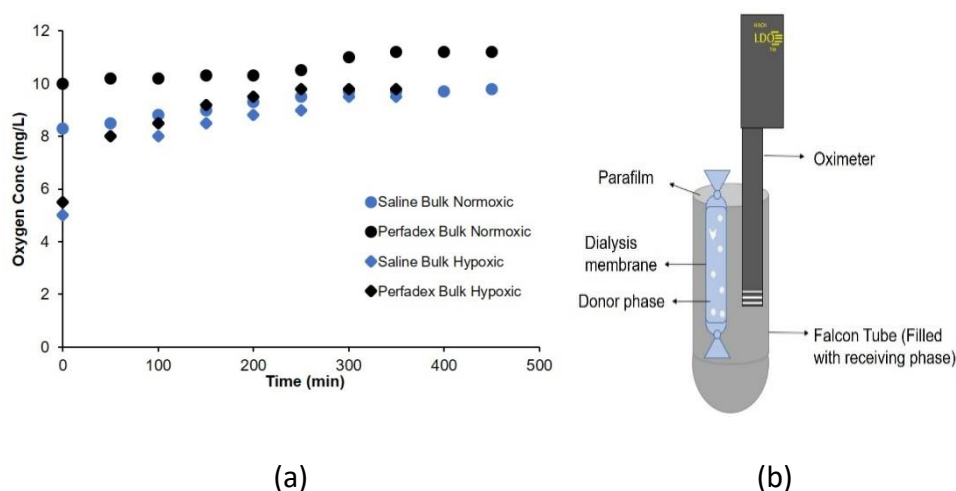 12
10
8
6
4
2
0
Oxygen Conc (mg/L)
0
100
200
300
400
500
Time (min)
Saline Bulk Normoxic
Perfadex Bulk Normoxic
Saline Bulk Hypoxic
Perfadex Bulk Hypoxic
(a)
HACH
LDO
TM
Oximeter
Parafilm
Dialysis
membrane
Donor phase
Falcon Tube (Filled
with receiving phase)
(b)